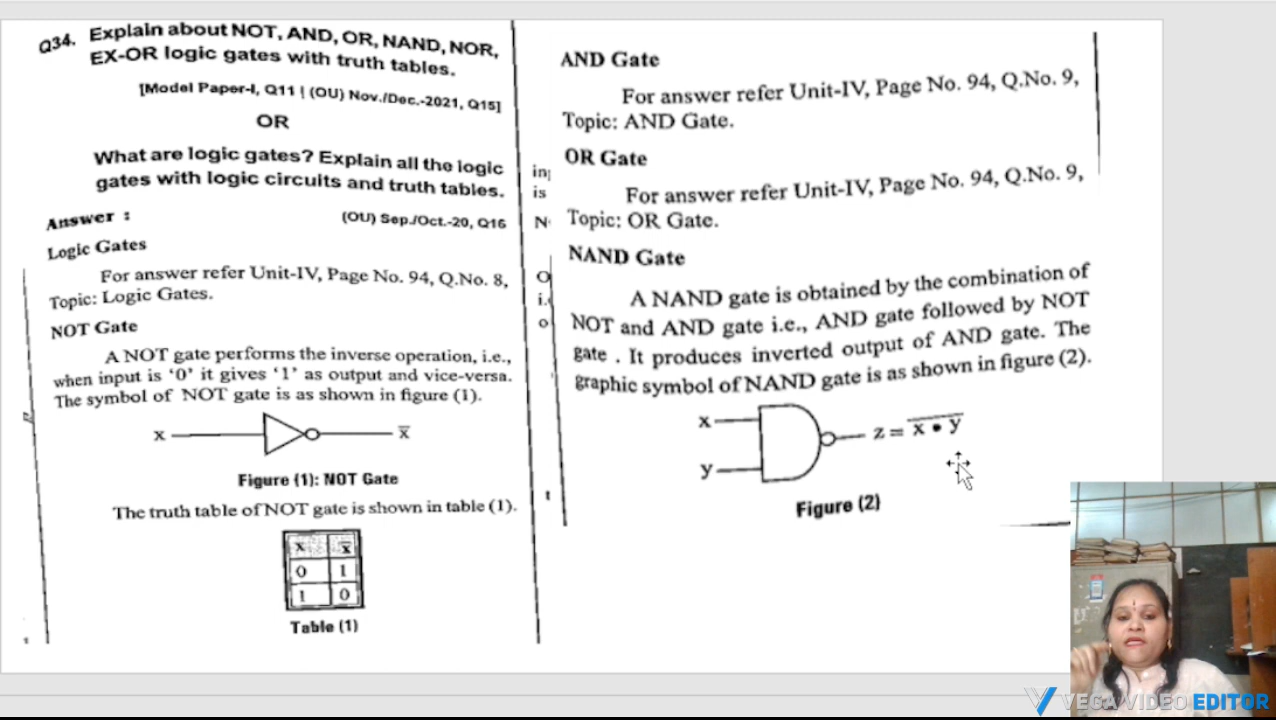 Q34. Explain about NOT, AND, OR, NAND, NOR,
EX-OR logic gates with truth tables.
[Model Paper-I, Q11 | (OU) Nov./Dec.-2021, Q15]
OR
What are logic gates? Explain all the logic
gates with logic circuits and truth tables.
Answer : (OU) Sep./Oct.-20, Q16
Logic Gates
For answer refer Unit-IV, Page No. 94, Q.No. 8,
Topic: Logic Gates.
NOT Gate
A NOT gate performs the inverse operation, i.e.,
when input is ‘0’ it gives ‘1’ as output and vice-versa.
The symbol of NOT gate is as shown in figure (1).
x x̅
Figure (1): NOT Gate
The truth table of NOT gate is shown in table (1).
x x̅
0 1
1 0
Table (1)
in
is
N
O
i.
o
t
AND Gate
For answer refer Unit-IV, Page No. 94, Q.No. 9,
Topic: AND Gate.
OR Gate
For answer refer Unit-IV, Page No. 94, Q.No. 9,
Topic: OR Gate.
NAND Gate
A NAND gate is obtained by the combination of
NOT and AND gate i.e., AND gate followed by NOT
gate . It produces inverted output of AND gate. The
graphic symbol of NAND gate is as shown in figure (2).
x
z = x̅ •̅ y̅
y
Figure (2)
VEGA VIDEO EDITOR